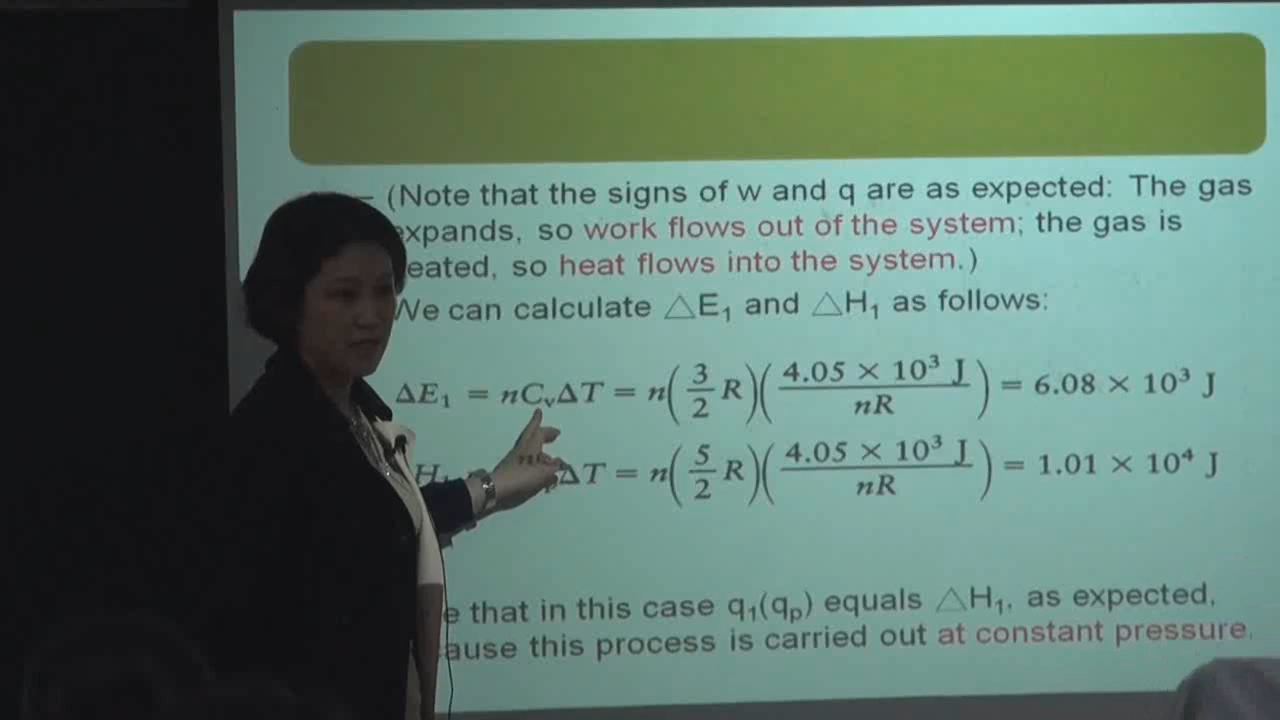 – (Note that the signs of w and q are as expected: The gas
expands, so work flows out of the system; the gas is
eated, so heat flows into the system.)
We can calculate △E₁ and △H₁ as follows:
ΔE₁ = nCᵥΔT = n(3/2 R)(4.05 × 10³ J / nR) = 6.08 × 10³ J
H₁ = nCₚΔT = n(5/2 R)(4.05 × 10³ J / nR) = 1.01 × 10⁴ J
e that in this case q₁(qₚ) equals △H₁, as expected,
ause this process is carried out at constant pressure.